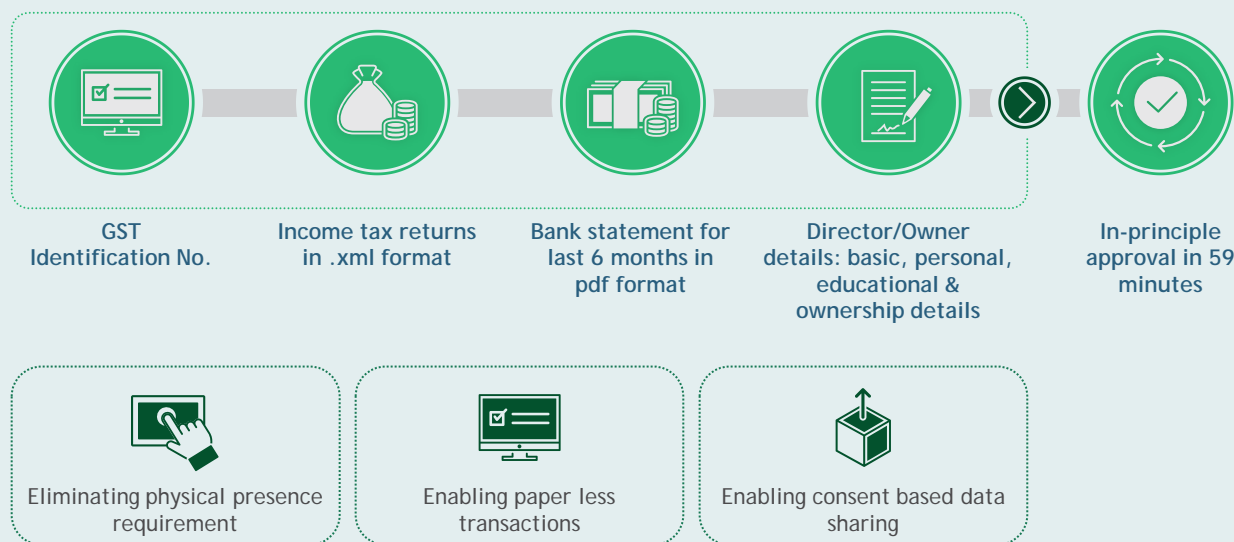 GST
Identification No.
Income tax returns
in .xml format
Bank statement for
last 6 months in
pdf format
Director/Owner
details: basic, personal,
educational &
ownership details
In-principle
approval in 59
minutes
Eliminating physical presence
requirement
Enabling paper less
transactions
Enabling consent based data
sharing